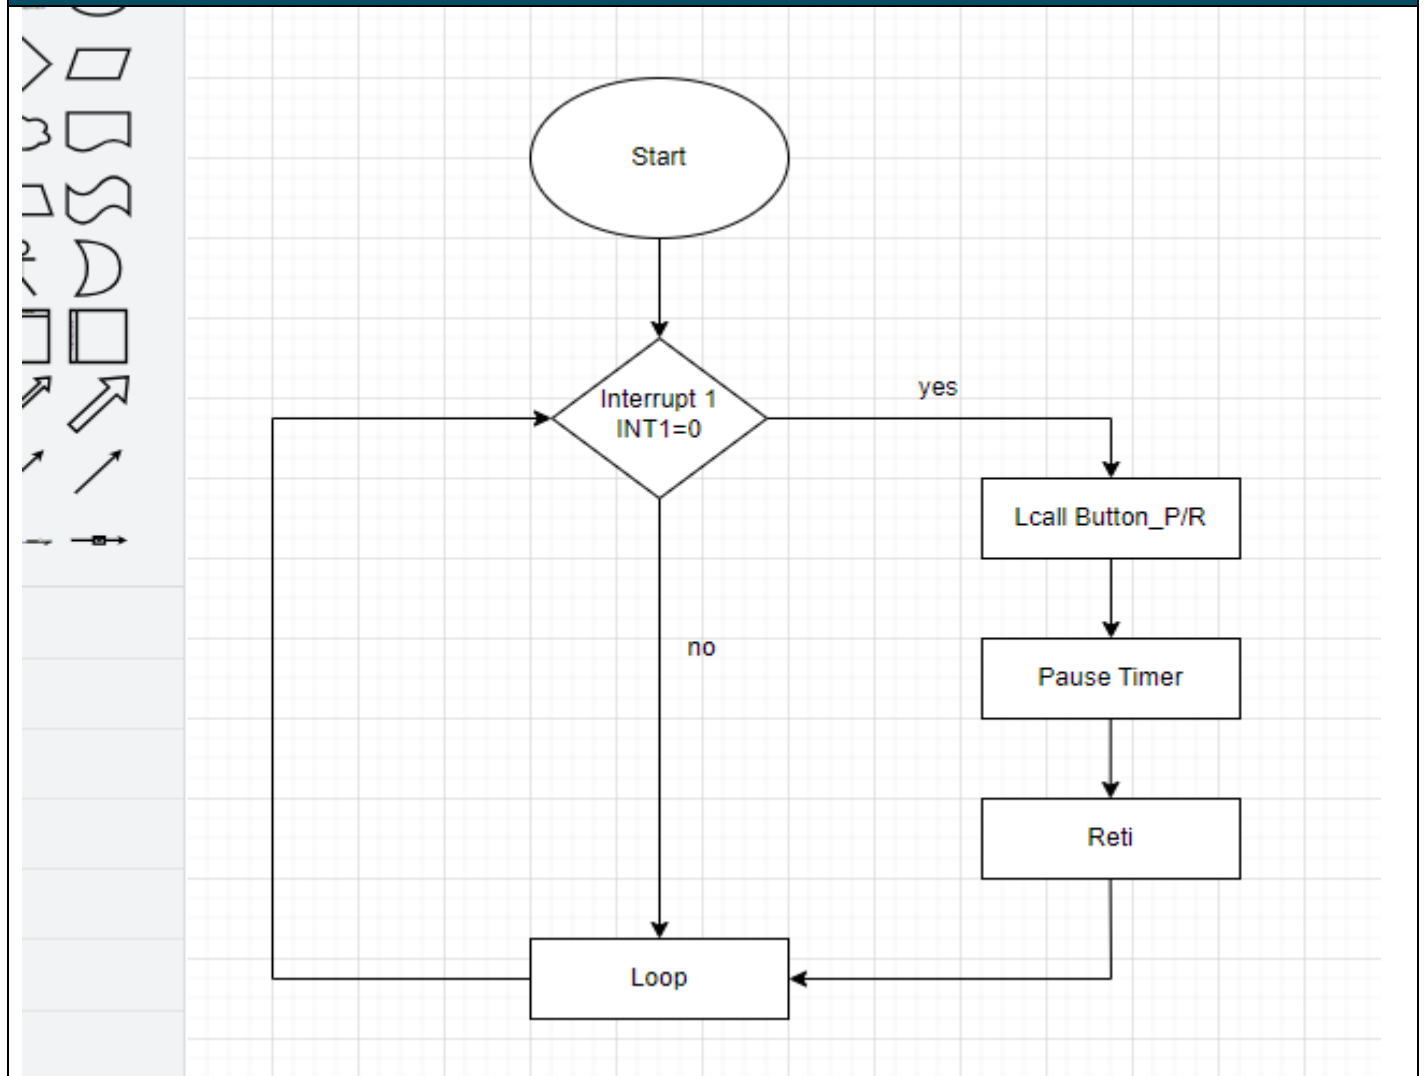 Start
Interrupt 1
INT1=0
yes
Lcall Button_P/R
no
Pause Timer
Reti
Loop